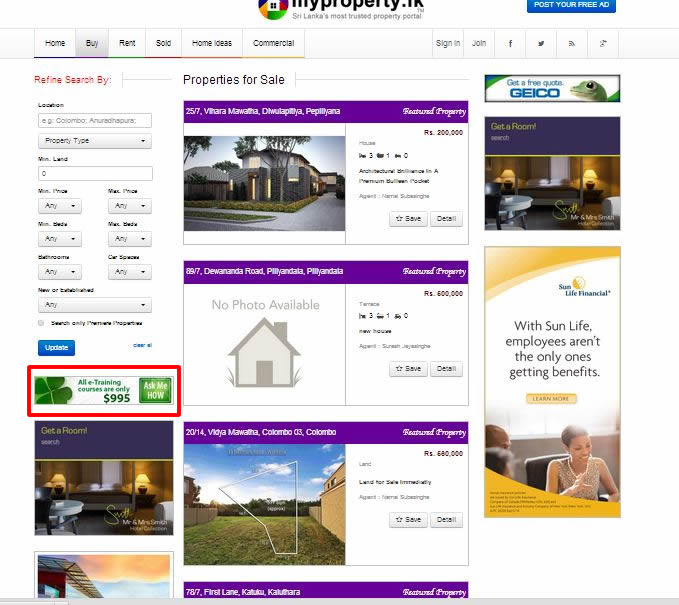 myproperty.lk
Sri Lanka's most trusted property portal
POST YOUR FREE AD
Home
Buy
Rent
Sold
Home Ideas
Commercial
Sign In
Join
Refine Search By:
Location
e.g: Colombo; Anuradhapura;
Property Type
Min. Land
0
Min. Price
Max. Price
Any
Any
Min. Beds
Max. Beds
Any
Any
Bathrooms
Car Spaces
Any
Any
New or Established
Any
Search only Premiere Properties
Update
clear all
All e-Training
courses are only
$995
Ask Me
HOW
Get a Room!
search
Mr & Mrs Smith
Hotel Collection
Properties for Sale
25/7, Vihara Mawatha, Diwulapitiya, Pepiliyana
Featured Property
Rs. 200,000
House
3 1 0
Architectural Brilliance In A
Premium Bulleen Pocket
Agent : Namal Subasinghe
Save
Detail
89/7, Dewananda Road, Piliyandala, Piliyandala
Featured Property
No Photo Available
Rs. 600,000
Terrace
3 1 0
new house
Agent : Suresh Jayasinghe
Save
Detail
20/14, Vidya Mawatha, Colombo 03, Colombo
Featured Property
(approx)
Rs. 560,000
Land
Land for Sale Immediatly
Agent : Namal Subasinghe
Save
Detail
78/7, First Lane, Katuku, Kaluthara
Featured Property
Get a free quote.
GEICO
Get a Room!
search
Smith
Mr & Mrs Smith
Hotel Collection
Sun
Life Financial
With Sun Life,
employees aren't
the only ones
getting benefits.
LEARN MORE